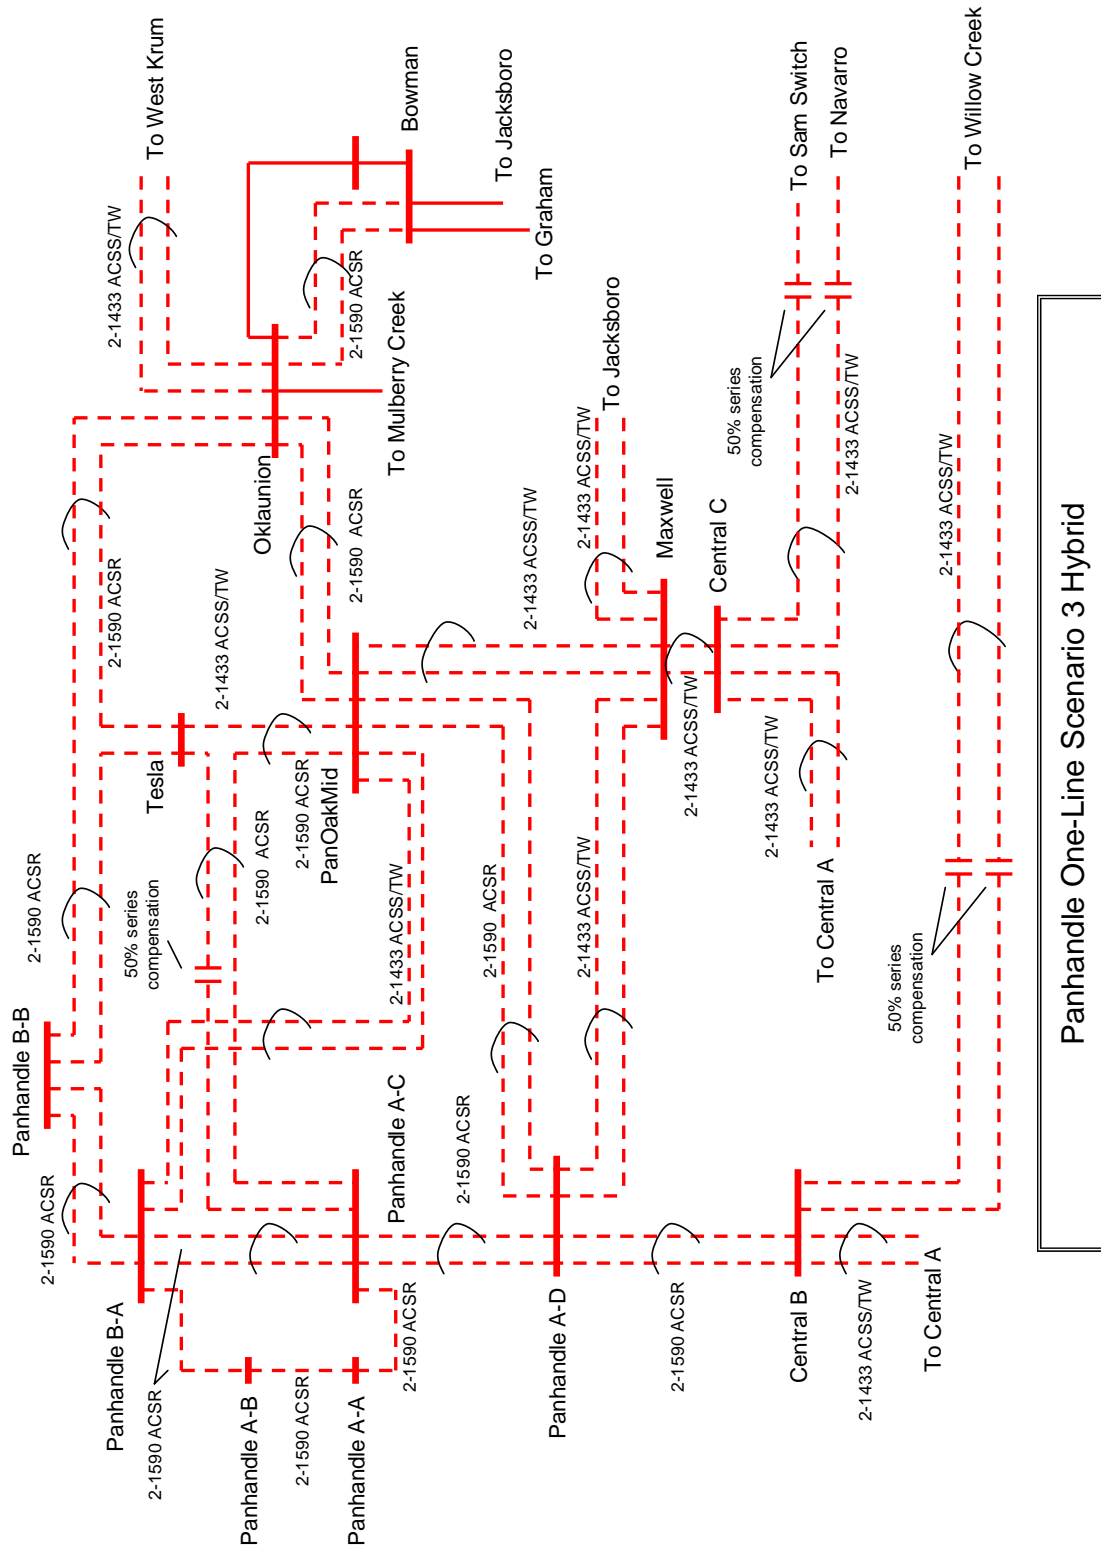 Panhandle B-B
2-1590 ACSR
2-1590 ACSR
2-1433 ACSS/TW
To West Krum
2-1590 ACSR
Panhandle B-A
2-1590 ACSR
50% series
compensation
Tesla
2-1433 ACSS/TW
Oklaunion
2-1590 ACSR
Bowman
Panhandle A-B
2-1590 ACSR
2-1590 ACSR
2-1590 ACSR
To Mulberry Creek
2-1590 ACSR
To Graham
To Jacksboro
Panhandle A-A
2-1590 ACSR
Panhandle A-C
2-1433 ACSS/TW
PanOakMid
2-1590 ACSR
2-1590 ACSR
2-1433 ACSS/TW
2-1433 ACSS/TW
To Jacksboro
Panhandle A-D
2-1433 ACSS/TW
Maxwell
2-1590 ACSR
2-1433 ACSS/TW
Central C
50% series
compensation
To Sam Switch
2-1433 ACSS/TW
To Navarro
2-1433 ACSS/TW
To Central A
Central B
2-1433 ACSS/TW
To Central A
50% series
compensation
2-1433 ACSS/TW
To Willow Creek
Panhandle One-Line Scenario 3 Hybrid